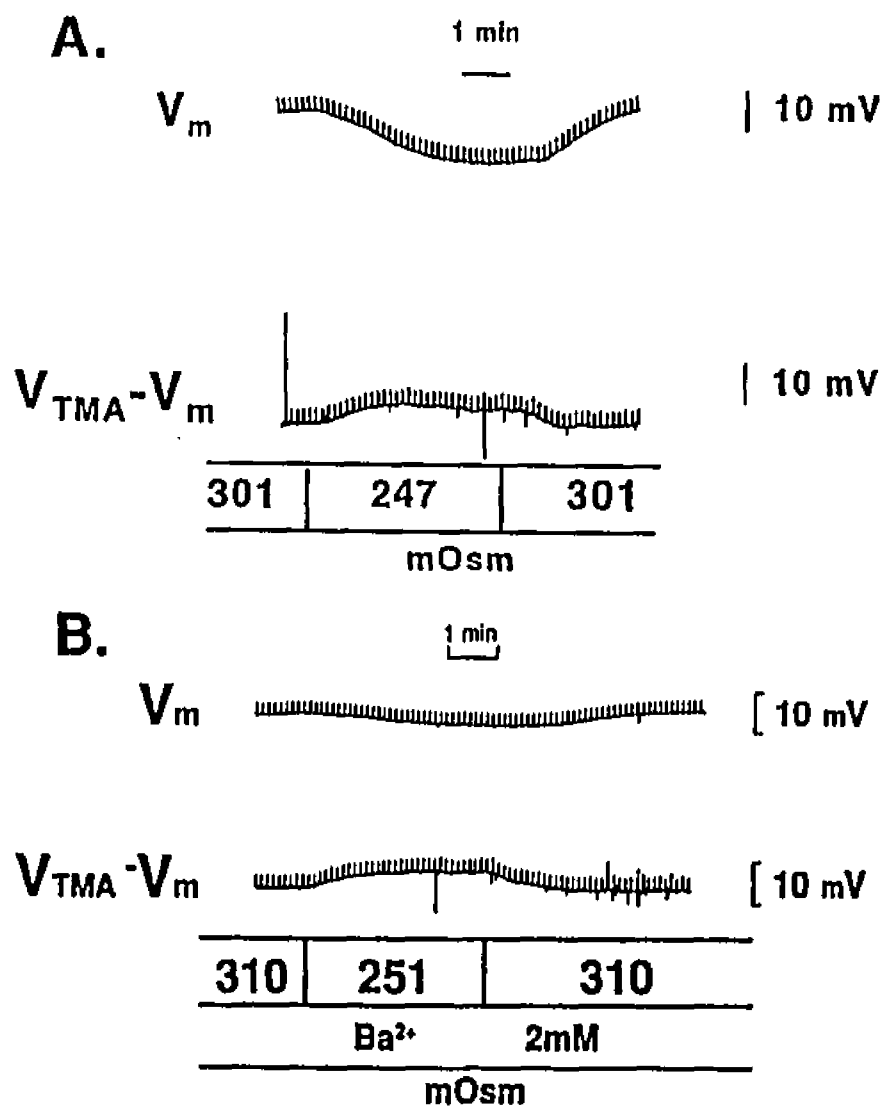 A.
1 min
Vm
10 mV
VTMA-Vm
10 mV
301 247 301
mOsm
B.
1 min
Vm
10 mV
VTMA-Vm
10 mV
310 251 310
Ba²⁺ 2mM
mOsm